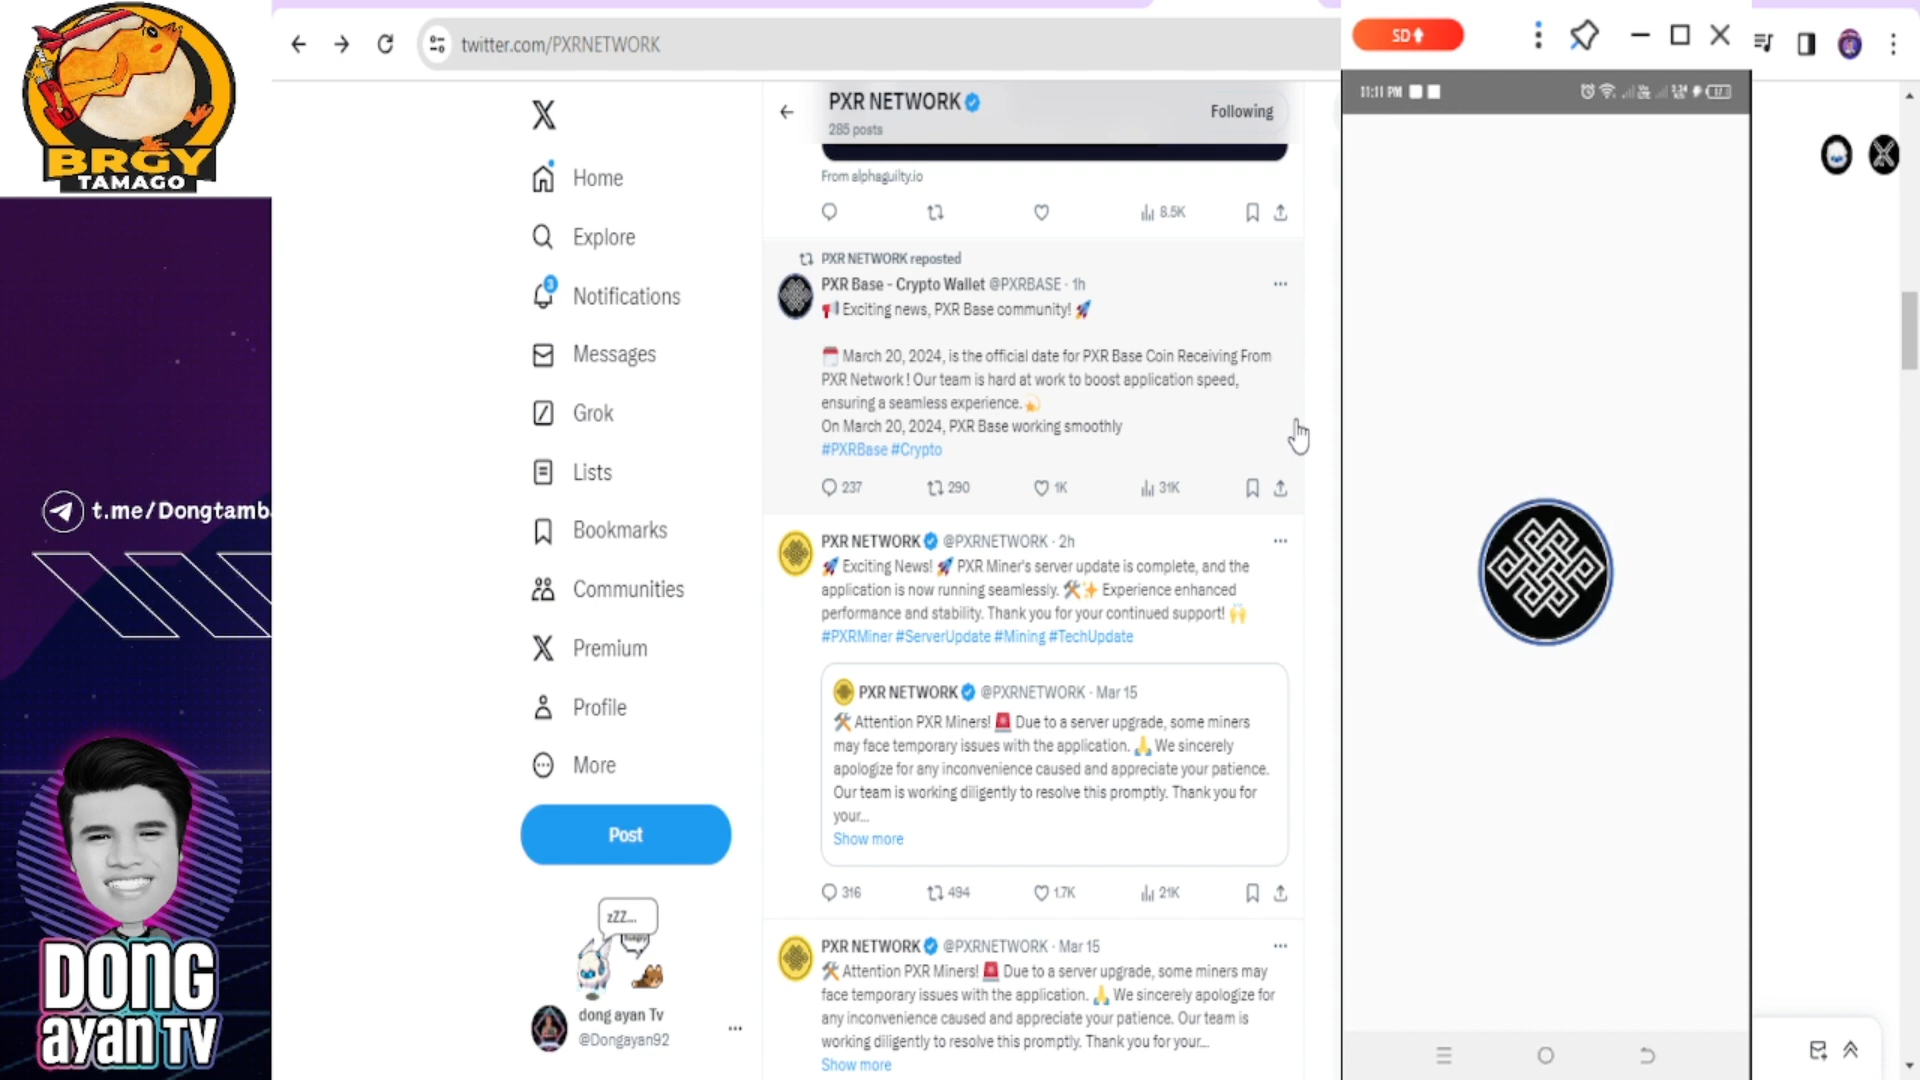 BRGY
TAMAGO
t.me/Dongtamb
DONG
ayan TV
twitter.com/PXRNETWORK
X
Home
Explore
3
Notifications
Messages
Grok
Lists
Bookmarks
Communities
Premium
Profile
More
Post
zZZ...
dong ayan Tv
@Dongayan92
PXR NETWORK
285 posts
Following
From alphaguilty.io
8.5K
PXR NETWORK reposted
PXR Base - Crypto Wallet @PXRBASE · 1h
📢 Exciting news, PXR Base community! 🚀
🗓️ March 20, 2024, is the official date for PXR Base Coin Receiving From
PXR Network ! Our team is hard at work to boost application speed,
ensuring a seamless experience.💫
On March 20, 2024, PXR Base working smoothly
#PXRBase #Crypto
237 290 1K 31K
PXR NETWORK @PXRNETWORK · 2h
🚀 Exciting News! 🚀 PXR Miner's server update is complete, and the
application is now running seamlessly. 🛠️✨ Experience enhanced
performance and stability. Thank you for your continued support! 🙌
#PXRMiner #ServerUpdate #Mining #TechUpdate
PXR NETWORK @PXRNETWORK · Mar 15
🛠️ Attention PXR Miners! 🚨 Due to a server upgrade, some miners
may face temporary issues with the application. 🙏 We sincerely
apologize for any inconvenience caused and appreciate your patience.
Our team is working diligently to resolve this promptly. Thank you for
your...
Show more
316 494 1.7K 21K
PXR NETWORK @PXRNETWORK · Mar 15
🛠️ Attention PXR Miners! 🚨 Due to a server upgrade, some miners may
face temporary issues with the application. 🙏 We sincerely apologize for
any inconvenience caused and appreciate your patience. Our team is
working diligently to resolve this promptly. Thank you for your...
Show more
SD
11:11 PM